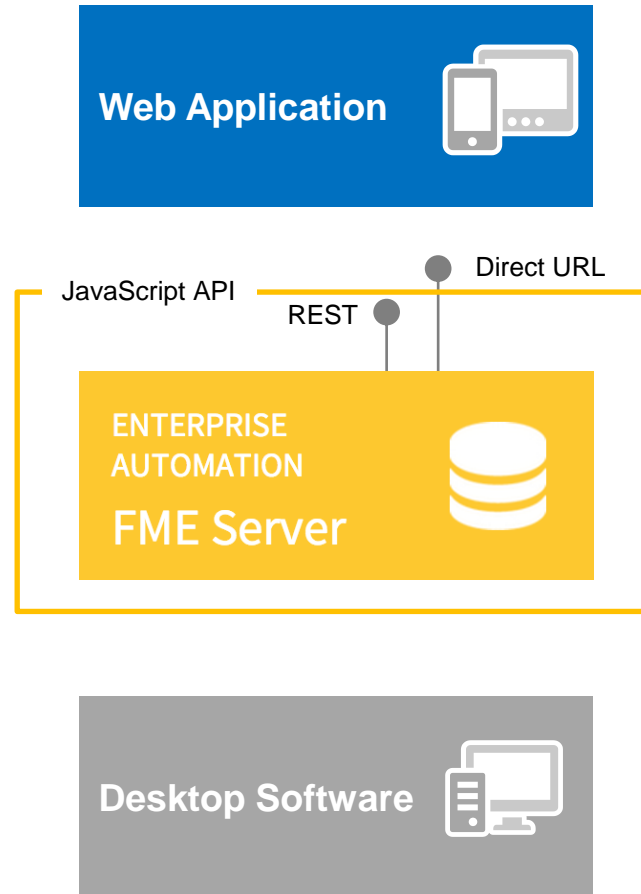 Web Application
Direct URL
JavaScript API
REST
ENTERPRISE
AUTOMATION
FME Server
Desktop Software